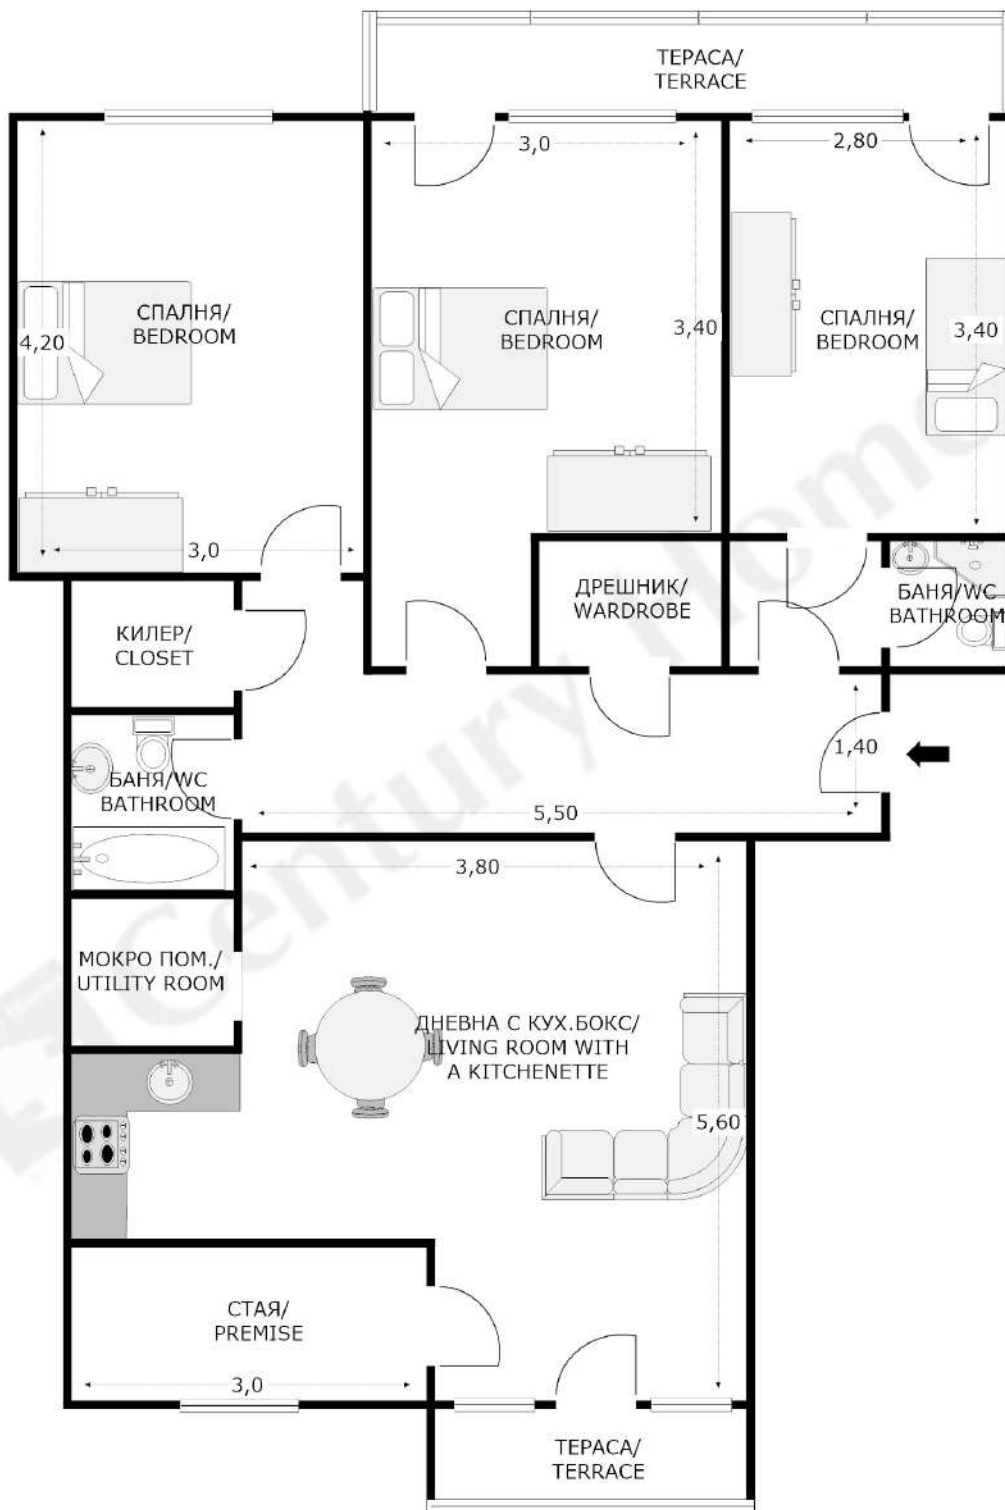 ТЕРАСА/
TERRACE
3,0
2,80
СПАЛНЯ/
BEDROOM
4,20
СПАЛНЯ/
BEDROOM
3,40
СПАЛНЯ/
BEDROOM
3,40
3,0
КИЛЕР/
CLOSET
ДРЕШНИК/
WARDROBE
БАНЯ/WC
BATHROOM
1,40
БАНЯ/WC
BATHROOM
5,50
3,80
МОКРО ПОМ./
UTILITY ROOM
ДНЕВНА С КУХ.БОКС/
LIVING ROOM WITH
A KITCHENETTE
5,60
СТАЯ/
PREMISE
3,0
ТЕРАСА/
TERRACE
Century Home